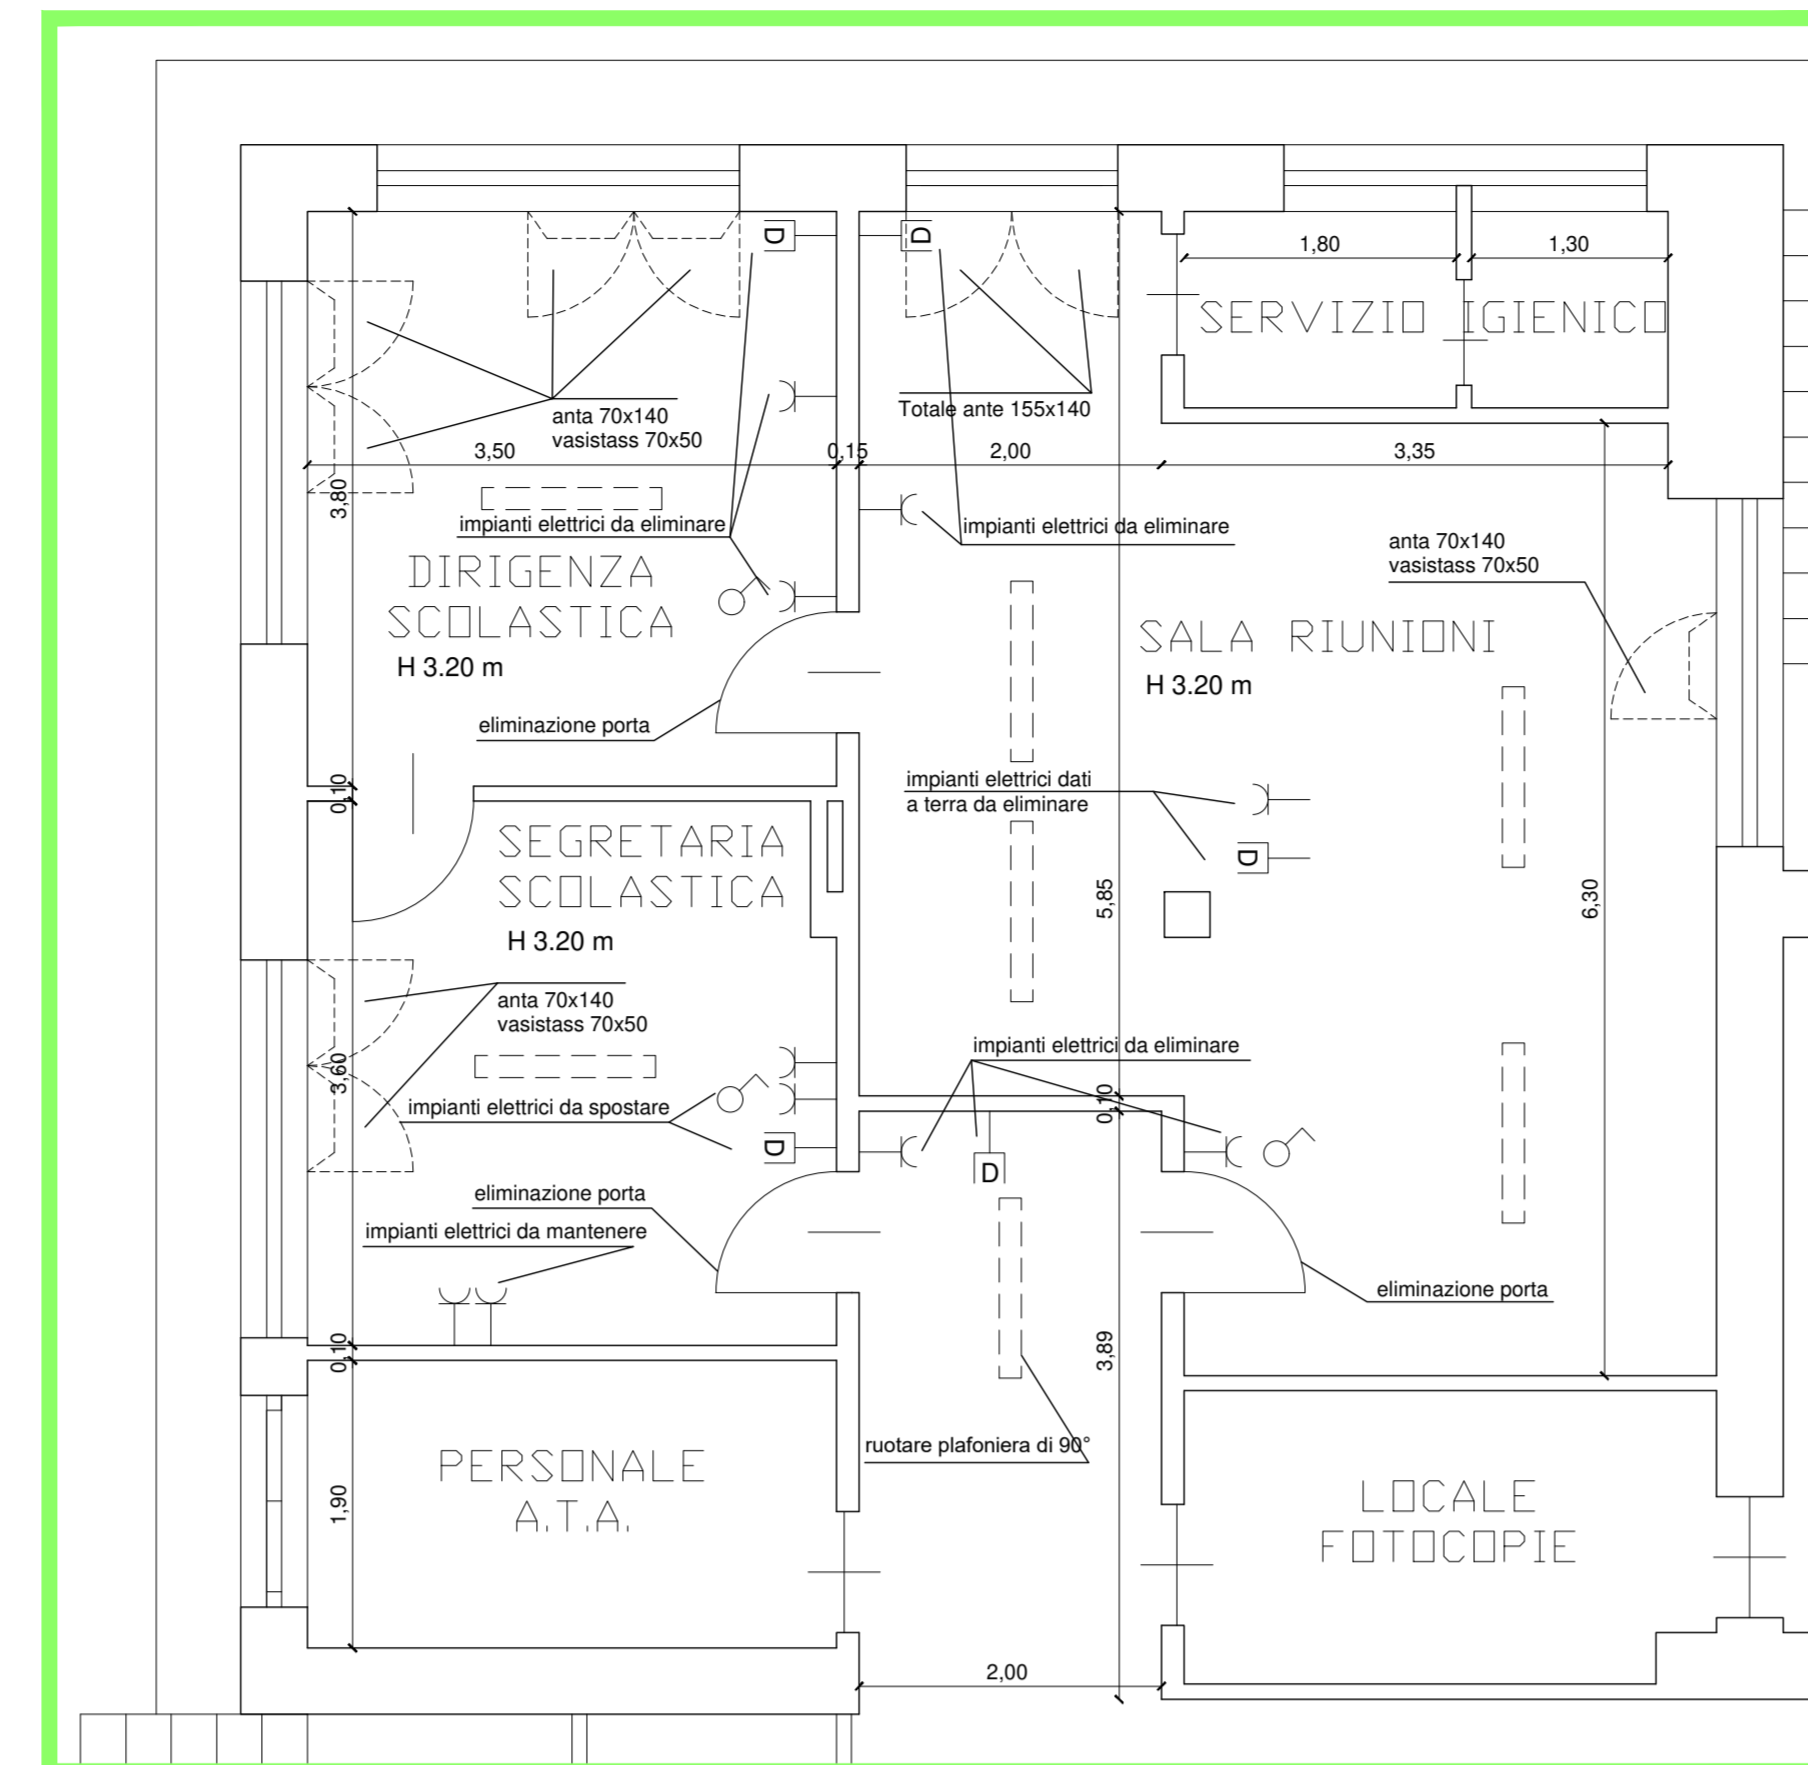 1,80
1,30
D
D
SERVIZIO IGIENICO
anta 70x140
vasistass 70x50
Totale ante 155x140
3,50
0,15
2,00
3,35
3,80
impianti elettrici da eliminare
impianti elettrici da eliminare
anta 70x140
vasistass 70x50
DIRIGENZA
SCOLASTICA
H 3.20 m
SALA RIUNIONI
H 3.20 m
eliminazione porta
impianti elettrici dati
a terra da eliminare
0,10
SEGRETARIA
SCOLASTICA
H 3.20 m
D
5,85
6,30
anta 70x140
vasistass 70x50
3,60
impianti elettrici da eliminare
impianti elettrici da spostare
0,10
D
D
eliminazione porta
impianti elettrici da mantenere
eliminazione porta
0,10
3,89
ruotare plafoniera di 90°
PERSONALE
A.T.A.
1,90
LOCALE
FOTOCOPIE
2,00